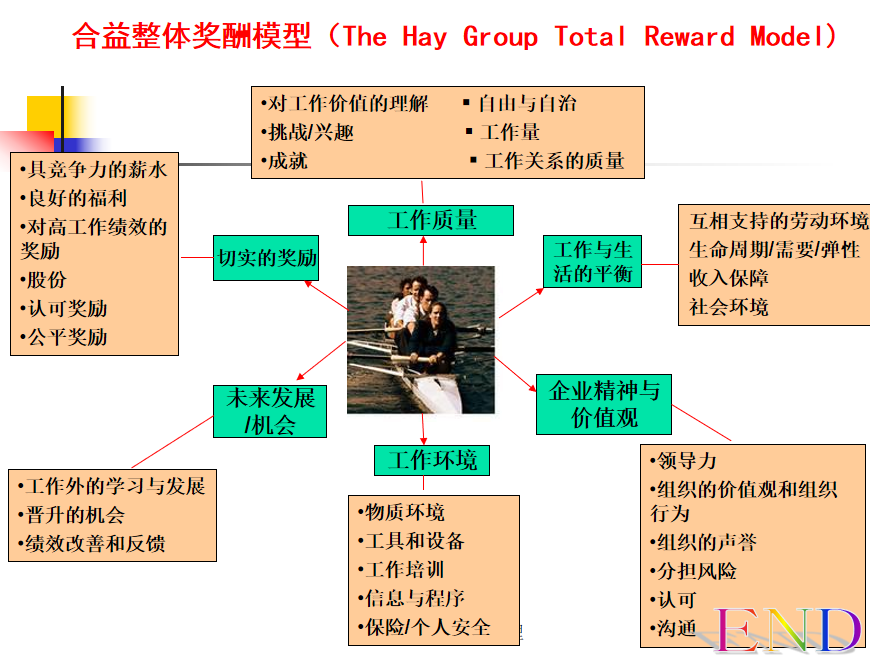 合益整体奖酬模型（The Hay Group Total Reward Model)
•对工作价值的理解 ▪ 自由与自治
•挑战/兴趣 ▪ 工作量
•成就 ▪ 工作关系的质量
•具竞争力的薪水
•良好的福利
•对高工作绩效的
奖励
•股份
•认可奖励
•公平奖励
切实的奖励
工作质量
工作与生
活的平衡
互相支持的劳动环境
生命周期/需要/弹性
收入保障
社会环境
未来发展
/机会
•工作外的学习与发展
•晋升的机会
•绩效改善和反馈
工作环境
•物质环境
•工具和设备
•工作培训
•信息与程序
•保险/个人安全
企业精神与
价值观
•领导力
•组织的价值观和组织
行为
•组织的声誉
•分担风险
•认可
•沟通
END